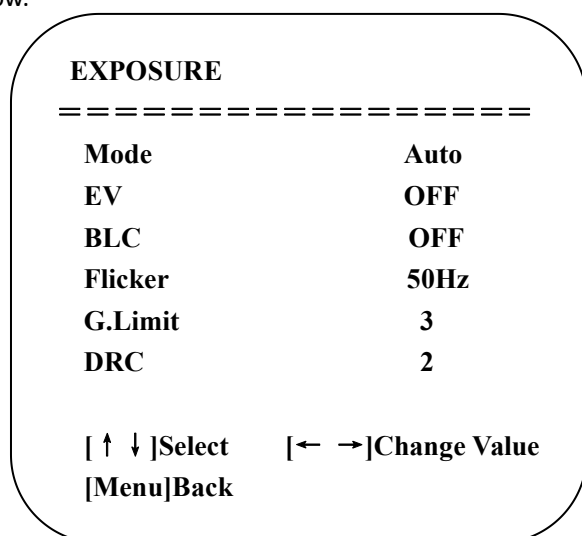 EXPOSURE
==================
Mode Auto
EV OFF
BLC OFF
Flicker 50Hz
G.Limit 3
DRC 2
[↑ ↓]Select [← →]Change Value
[Menu]Back